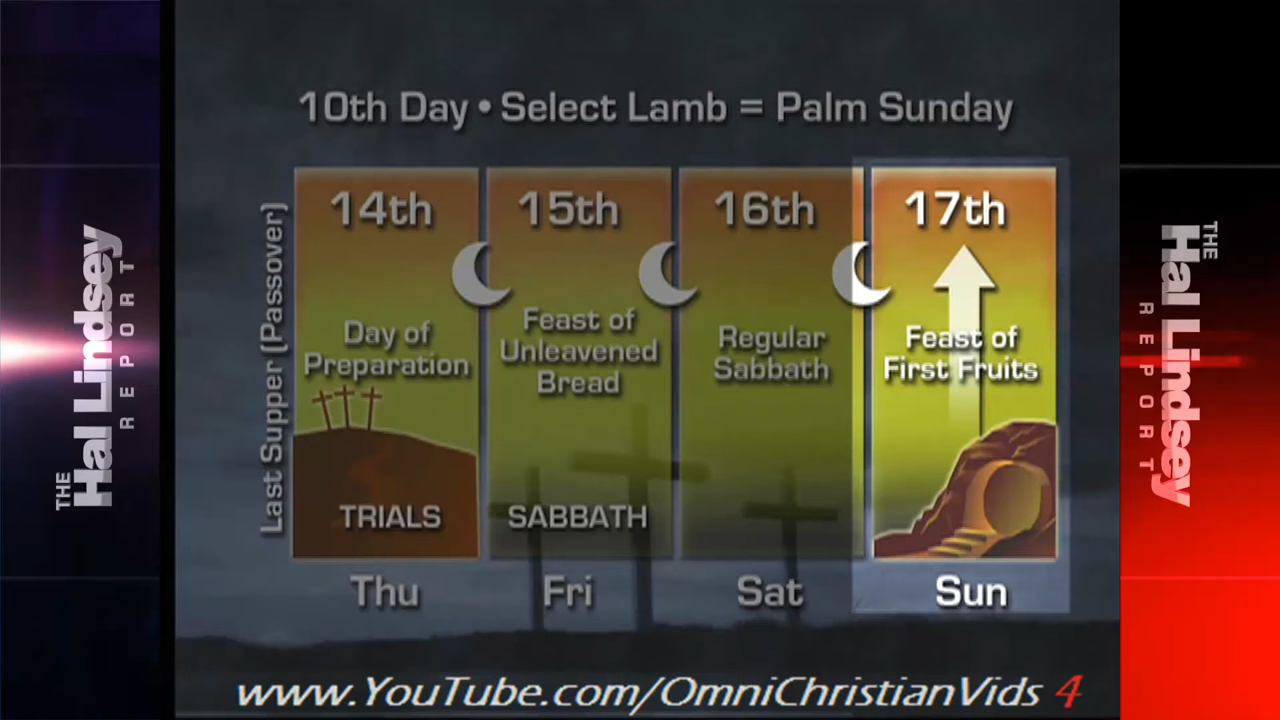 10th Day • Select Lamb = Palm Sunday
Last Supper (Passover)
14th
Day of
Preparation
TRIALS
Thu
15th
Feast of
Unleavened
Bread
SABBATH
Fri
16th
Regular
Sabbath
Sat
17th
Feast of
First Fruits
Sun
THE
Hal Lindsey
REPORT
THE
Hal Lindsey
REPORT
www.YouTube.com/OmniChristianVids 4